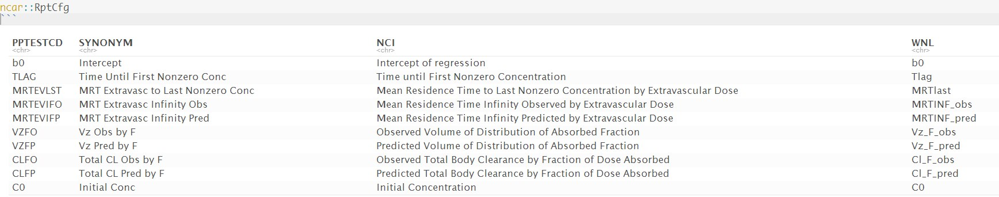 ncar::RptCfg
```
PPTESTCD SYNONYM NCI WNL
<chr> <chr> <chr> <chr>
b0 Intercept Intercept of regression b0
TLAG Time Until First Nonzero Conc Time until First Nonzero Concentration Tlag
MRTEVLST MRT Extravasc to Last Nonzero Conc Mean Residence Time to Last Nonzero Concentration by Extravascular Dose MRTlast
MRTEVIFO MRT Extravasc Infinity Obs Mean Residence Time Infinity Observed by Extravascular Dose MRTINF_obs
MRTEVIFP MRT Extravasc Infinity Pred Mean Residence Time Infinity Predicted by Extravascular Dose MRTINF_pred
VZFO Vz Obs by F Observed Volume of Distribution of Absorbed Fraction Vz_F_obs
VZFP Vz Pred by F Predicted Volume of Distribution of Absorbed Fraction Vz_F_pred
CLFO Total CL Obs by F Observed Total Body Clearance by Fraction of Dose Absorbed Cl_F_obs
CLFP Total CL Pred by F Predicted Total Body Clearance by Fraction of Dose Absorbed Cl_F_pred
C0 Initial Conc Initial Concentration C0